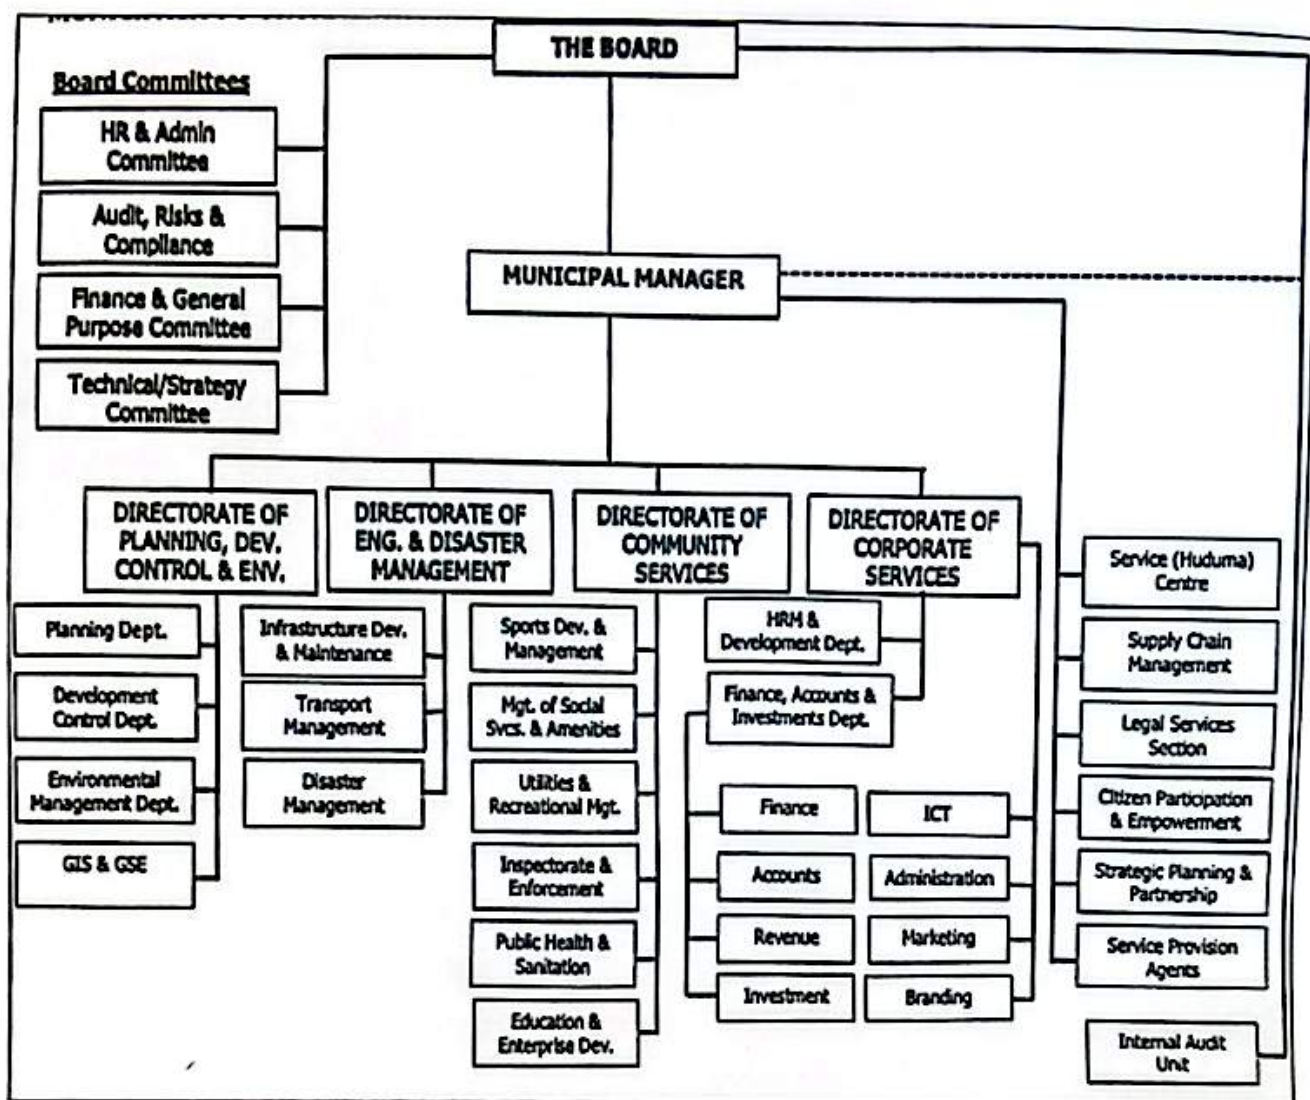 THE BOARD
Board Committees
HR & Admin
Committee
Audit, Risks &
Compliance
Finance & General
Purpose Committee
Technical/Strategy
Committee
MUNICIPAL MANAGER
DIRECTORATE OF
PLANNING, DEV.
CONTROL & ENV.
Planning Dept.
Development
Control Dept.
Environmental
Management Dept.
GIS & GSE
DIRECTORATE OF
ENG. & DISASTER
MANAGEMENT
Infrastructure Dev.
& Maintenance
Transport
Management
Disaster
Management
DIRECTORATE OF
COMMUNITY
SERVICES
Sports Dev. &
Management
Mgt. of Social
Svcs. & Amenities
Utilities &
Recreational Mgt.
Inspectorate &
Enforcement
Public Health &
Sanitation
Education &
Enterprise Dev.
DIRECTORATE OF
CORPORATE
SERVICES
HRM &
Development Dept.
Finance, Accounts &
Investments Dept.
Finance
Accounts
Revenue
Investment
ICT
Administration
Marketing
Branding
Service (Huduma)
Centre
Supply Chain
Management
Legal Services
Section
Citizen Participation
& Empowerment
Strategic Planning &
Partnership
Service Provision
Agents
Internal Audit
Unit